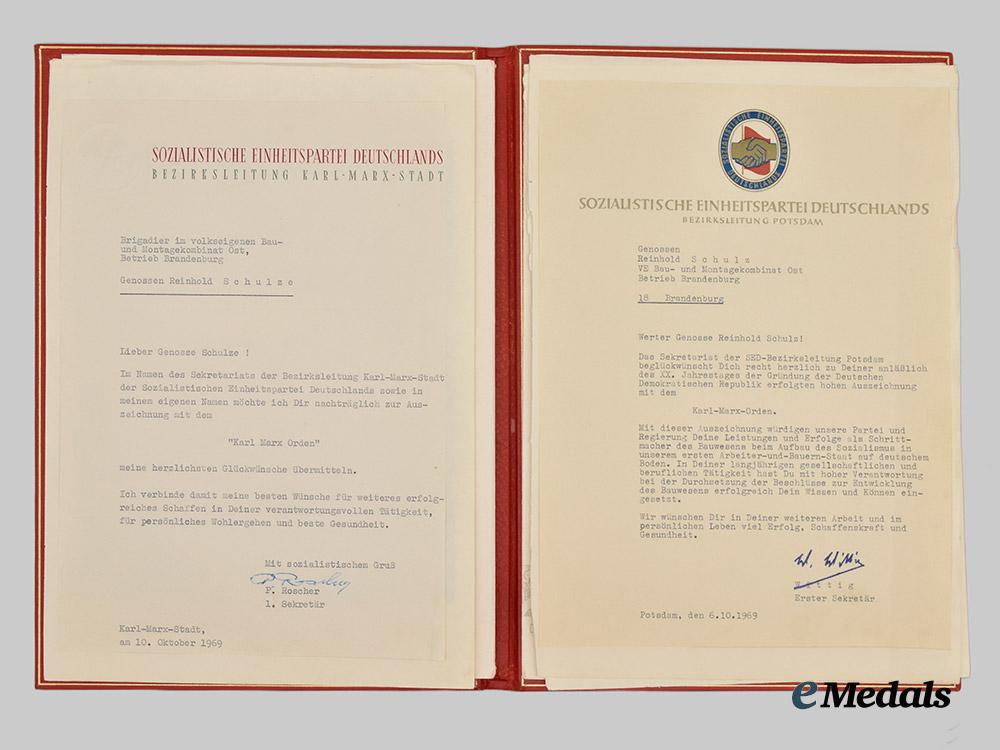 SOZIALISTISCHE EINHEITSPARTEI DEUTSCHLANDS
BEZIRKSLEITUNG KARL-MARX-STADT
Brigadier im volkseigenen Bau-
und Montagekombinat Ost,
Betrieb Brandenburg
Genossen Reinhold S c h u l z e
Lieber Genosse Schulze !
Im Namen des Sekretariats der Bezirksleitung Karl-Marx-Stadt
der Sozialistischen Einheitspartei Deutschlands sowie in
meinem eigenen Namen möchte ich Dir nachträglich zur Aus-
zeichnung mit dem
"Karl Marx Orden"
meine herzlichsten Glückwünsche übermitteln.
Ich verbinde damit meine besten Wünsche für weiteres erfolg-
reiches Schaffen in Deiner verantwortungsvollen Tätigkeit,
für persönliches Wohlergehen und beste Gesundheit.
Mit sozialistischem Gruß
P. Roscher
P. Roscher
1. Sekretär
Karl-Marx-Stadt,
am 10. Oktober 1969
SOZIALISTISCHE EINHEITSPARTEI DEUTSCHLANDS
SOZIALISTISCHE EINHEITSPARTEI DEUTSCHLANDS
BEZIRKSLEITUNG POTSDAM
Genossen
Reinhold S c h u l z
VE Bau- und Montagekombinat Ost
Betrieb Brandenburg
18 Brandenburg
Werter Genosse Reinhold Schulz!
Das Sekretariat der SED-Bezirksleitung Potsdam
beglückwünscht Dich recht herzlich zu Deiner anläßlich
des XX. Jahrestages der Gründung der Deutschen
Demokratischen Republik erfolgten hohen Auszeichnung
mit dem
Karl-Marx-Orden.
Mit dieser Auszeichnung würdigen unsere Partei und
Regierung Deine Leistungen und Erfolge als Schritt-
macher des Bauwesens beim Aufbau des Sozialismus in
unserem ersten Arbeiter-und-Bauern-Staat auf deutschem
Boden. In Deiner langjährigen gesellschaftlichen und
beruflichen Tätigkeit hast Du mit hoher Verantwortung
bei der Durchsetzung der Beschlüsse zur Entwicklung
des Bauwesens erfolgreich Dein Wissen und Können ein-
gesetzt.
Wir wünschen Dir in Deiner weiteren Arbeit und im
persönlichen Leben viel Erfolg, Schaffenskraft und
Gesundheit.
W. Wittig
W i t t i g
Erster Sekretär
Potsdam, den 6.10.1969
eMedals